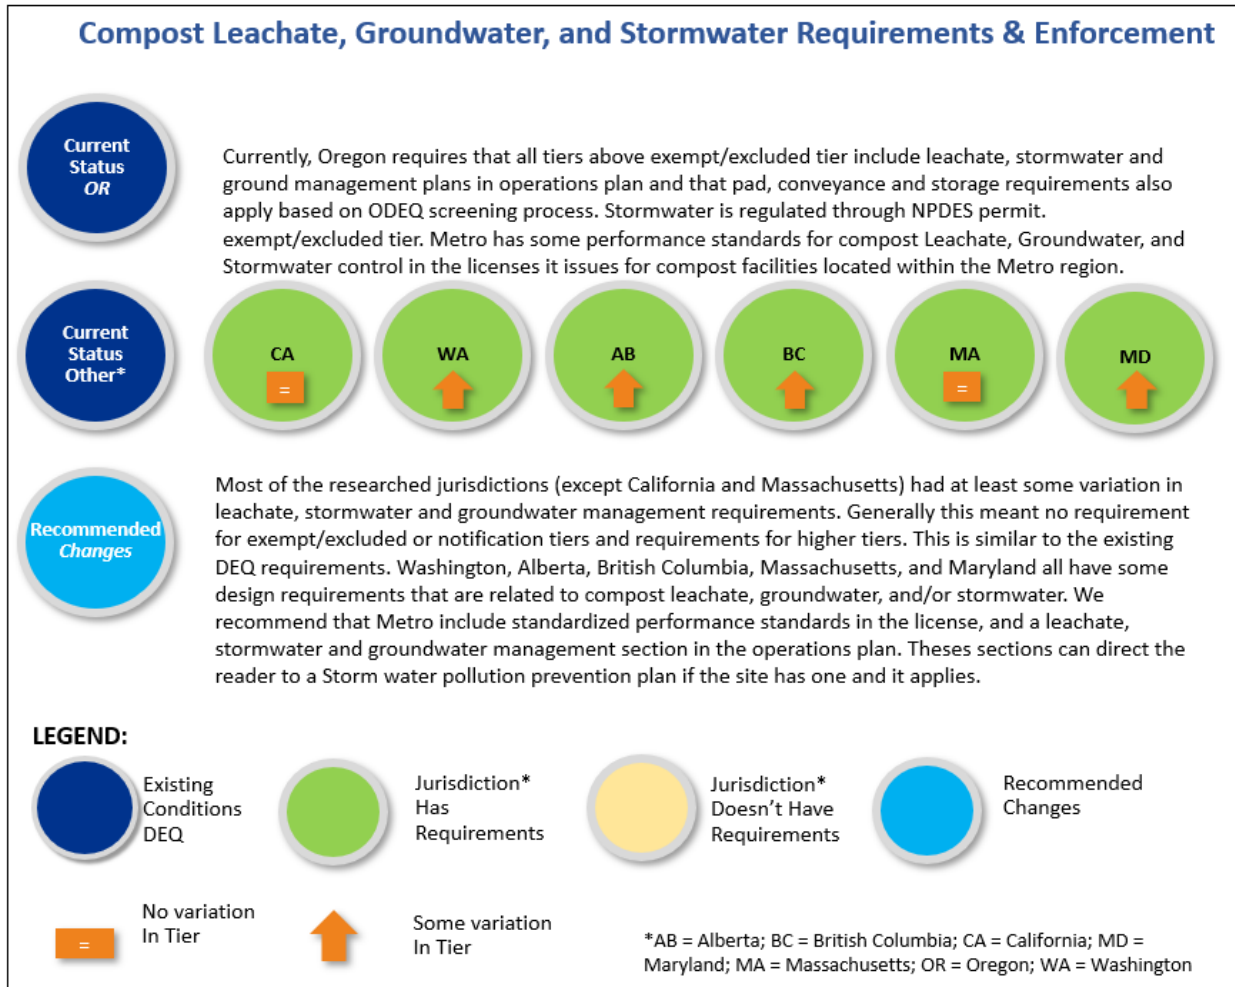 Compost Leachate, Groundwater, and Stormwater Requirements & Enforcement
Current
Status
OR
Currently, Oregon requires that all tiers above exempt/excluded tier include leachate, stormwater and
ground management plans in operations plan and that pad, conveyance and storage requirements also
apply based on ODEQ screening process. Stormwater is regulated through NPDES permit.
exempt/excluded tier. Metro has some performance standards for compost Leachate, Groundwater, and
Stormwater control in the licenses it issues for compost facilities located within the Metro region.
Current
Status
Other*
CA
=
WA
AB
BC
MA
=
MD
Recommended
Changes
Most of the researched jurisdictions (except California and Massachusetts) had at least some variation in
leachate, stormwater and groundwater management requirements. Generally this meant no requirement
for exempt/excluded or notification tiers and requirements for higher tiers. This is similar to the existing
DEQ requirements. Washington, Alberta, British Columbia, Massachusetts, and Maryland all have some
design requirements that are related to compost leachate, groundwater, and/or stormwater. We
recommend that Metro include standardized performance standards in the license, and a leachate,
stormwater and groundwater management section in the operations plan. Theses sections can direct the
reader to a Storm water pollution prevention plan if the site has one and it applies.
LEGEND:
Existing
Conditions
DEQ
Jurisdiction*
Has
Requirements
Jurisdiction*
Doesn't Have
Requirements
Recommended
Changes
=
No variation
In Tier
Some variation
In Tier
*AB = Alberta; BC = British Columbia; CA = California; MD =
Maryland; MA = Massachusetts; OR = Oregon; WA = Washington